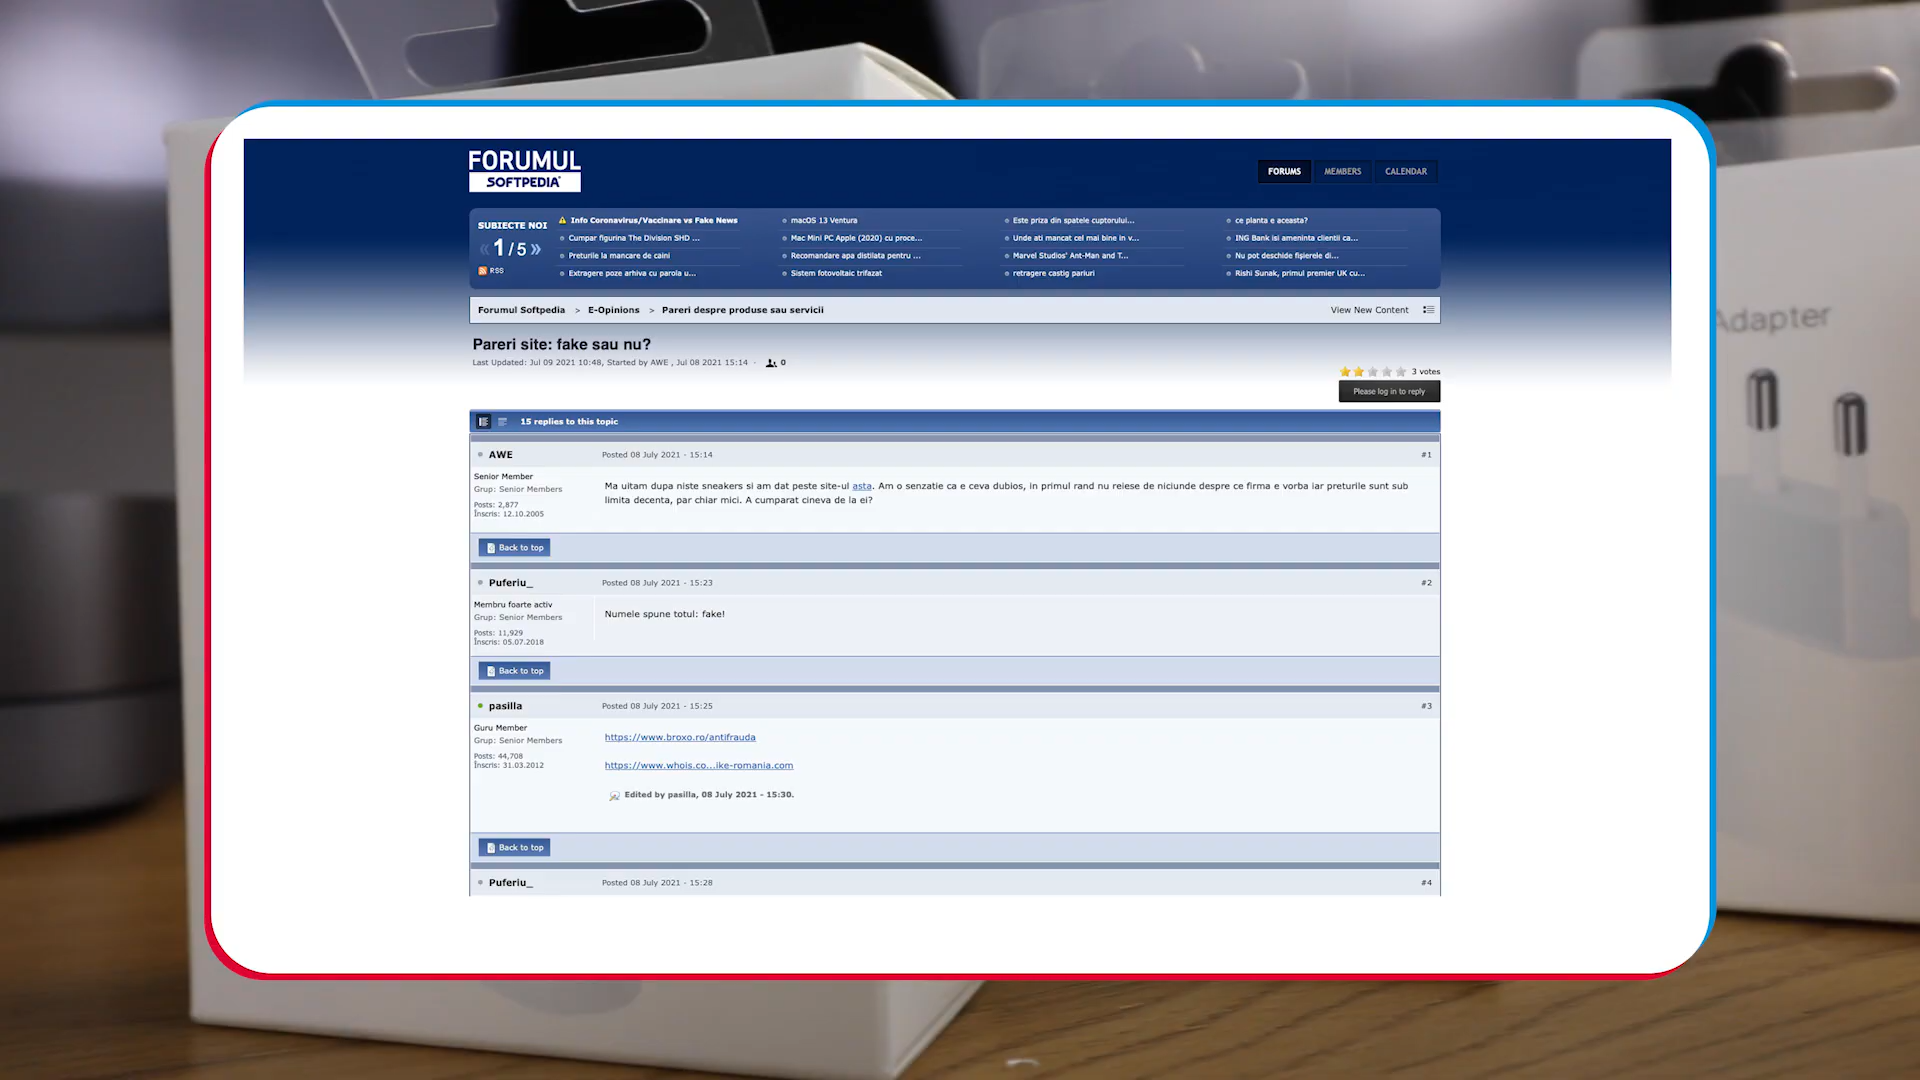 FORUMUL
SOFTPEDIA
FORUMS
MEMBERS
CALENDAR
SUBIECTE NOI
« 1 / 5 »
RSS
Info Coronavirus/Vaccinare vs Fake News
Cumpar figurina The Division SHD ...
Preturile la mancare de caini
Extragere poze arhiva cu parola u...
macOS 13 Ventura
Mac Mini PC Apple (2020) cu proce...
Recomandare apa distilata pentru ...
Sistem fotovoltaic trifazat
Este priza din spatele cuptorului...
Unde ati mancat cel mai bine in v...
Marvel Studios' Ant-Man and T...
retragere castig pariuri
ce planta e aceasta?
ING Bank isi ameninta clientii ca...
Nu pot deschide fişierele di...
Rishi Sunak, primul premier UK cu...
Forumul Softpedia > E-Opinions > Pareri despre produse sau servicii
View New Content
Pareri site: fake sau nu?
Last Updated: Jul 09 2021 10:48, Started by AWE , Jul 08 2021 15:14 · 0
3 votes
Please log in to reply
15 replies to this topic
AWE
Posted 08 July 2021 - 15:14
#1
Senior Member
Grup: Senior Members
Posts: 2,877
Înscris: 12.10.2005
Ma uitam dupa niste sneakers si am dat peste site-ul asta. Am o senzatie ca e ceva dubios, in primul rand nu reiese de niciunde despre ce firma e vorba iar preturile sunt sub
limita decenta, par chiar mici. A cumparat cineva de la ei?
Back to top
Puferiu_
Posted 08 July 2021 - 15:23
#2
Membru foarte activ
Grup: Senior Members
Posts: 11,929
Înscris: 05.07.2018
Numele spune totul: fake!
Back to top
pasilla
Posted 08 July 2021 - 15:25
#3
Guru Member
Grup: Senior Members
Posts: 44,708
Înscris: 31.03.2012
https://www.broxo.ro/antifrauda
https://www.whois.co...ike-romania.com
Edited by pasilla, 08 July 2021 - 15:30.
Back to top
Puferiu_
Posted 08 July 2021 - 15:28
#4
Adapter